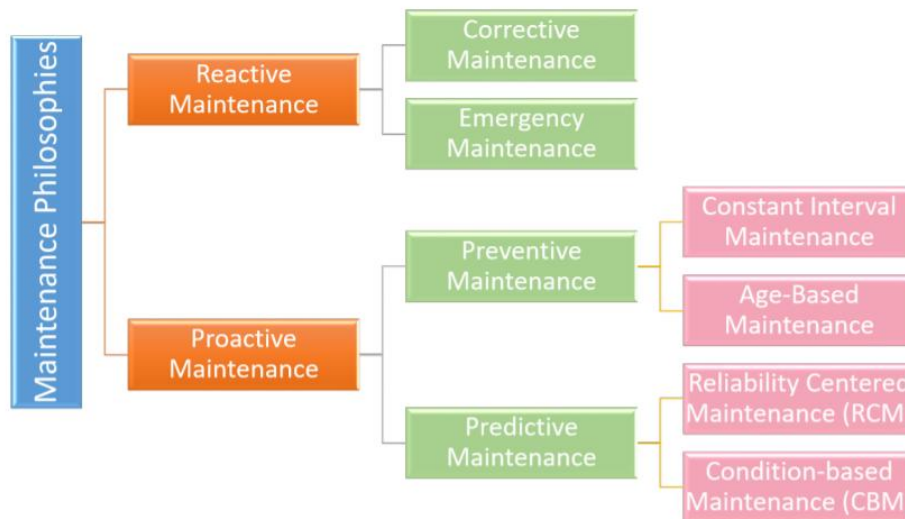 Maintenance Philosophies
Reactive
Maintenance
Corrective
Maintenance
Emergency
Maintenance
Proactive
Maintenance
Preventive
Maintenance
Constant Interval
Maintenance
Age-Based
Maintenance
Predictive
Maintenance
Reliability Centered
Maintenance (RCM
Condition-based
Maintenance (CBM